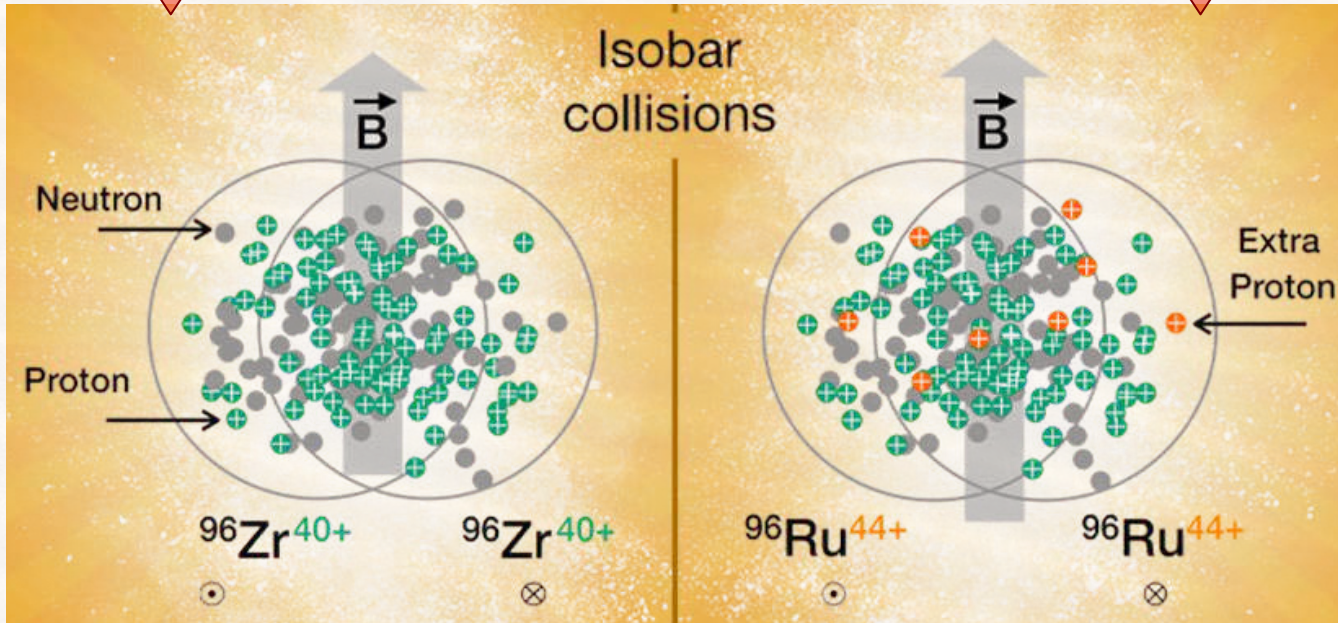 Isobar
collisions
B
B
Neutron
Extra
Proton
Proton
⁹⁶Zr⁴⁰⁺ ⁹⁶Zr⁴⁰⁺
⁹⁶Ru⁴⁴⁺ ⁹⁶Ru⁴⁴⁺